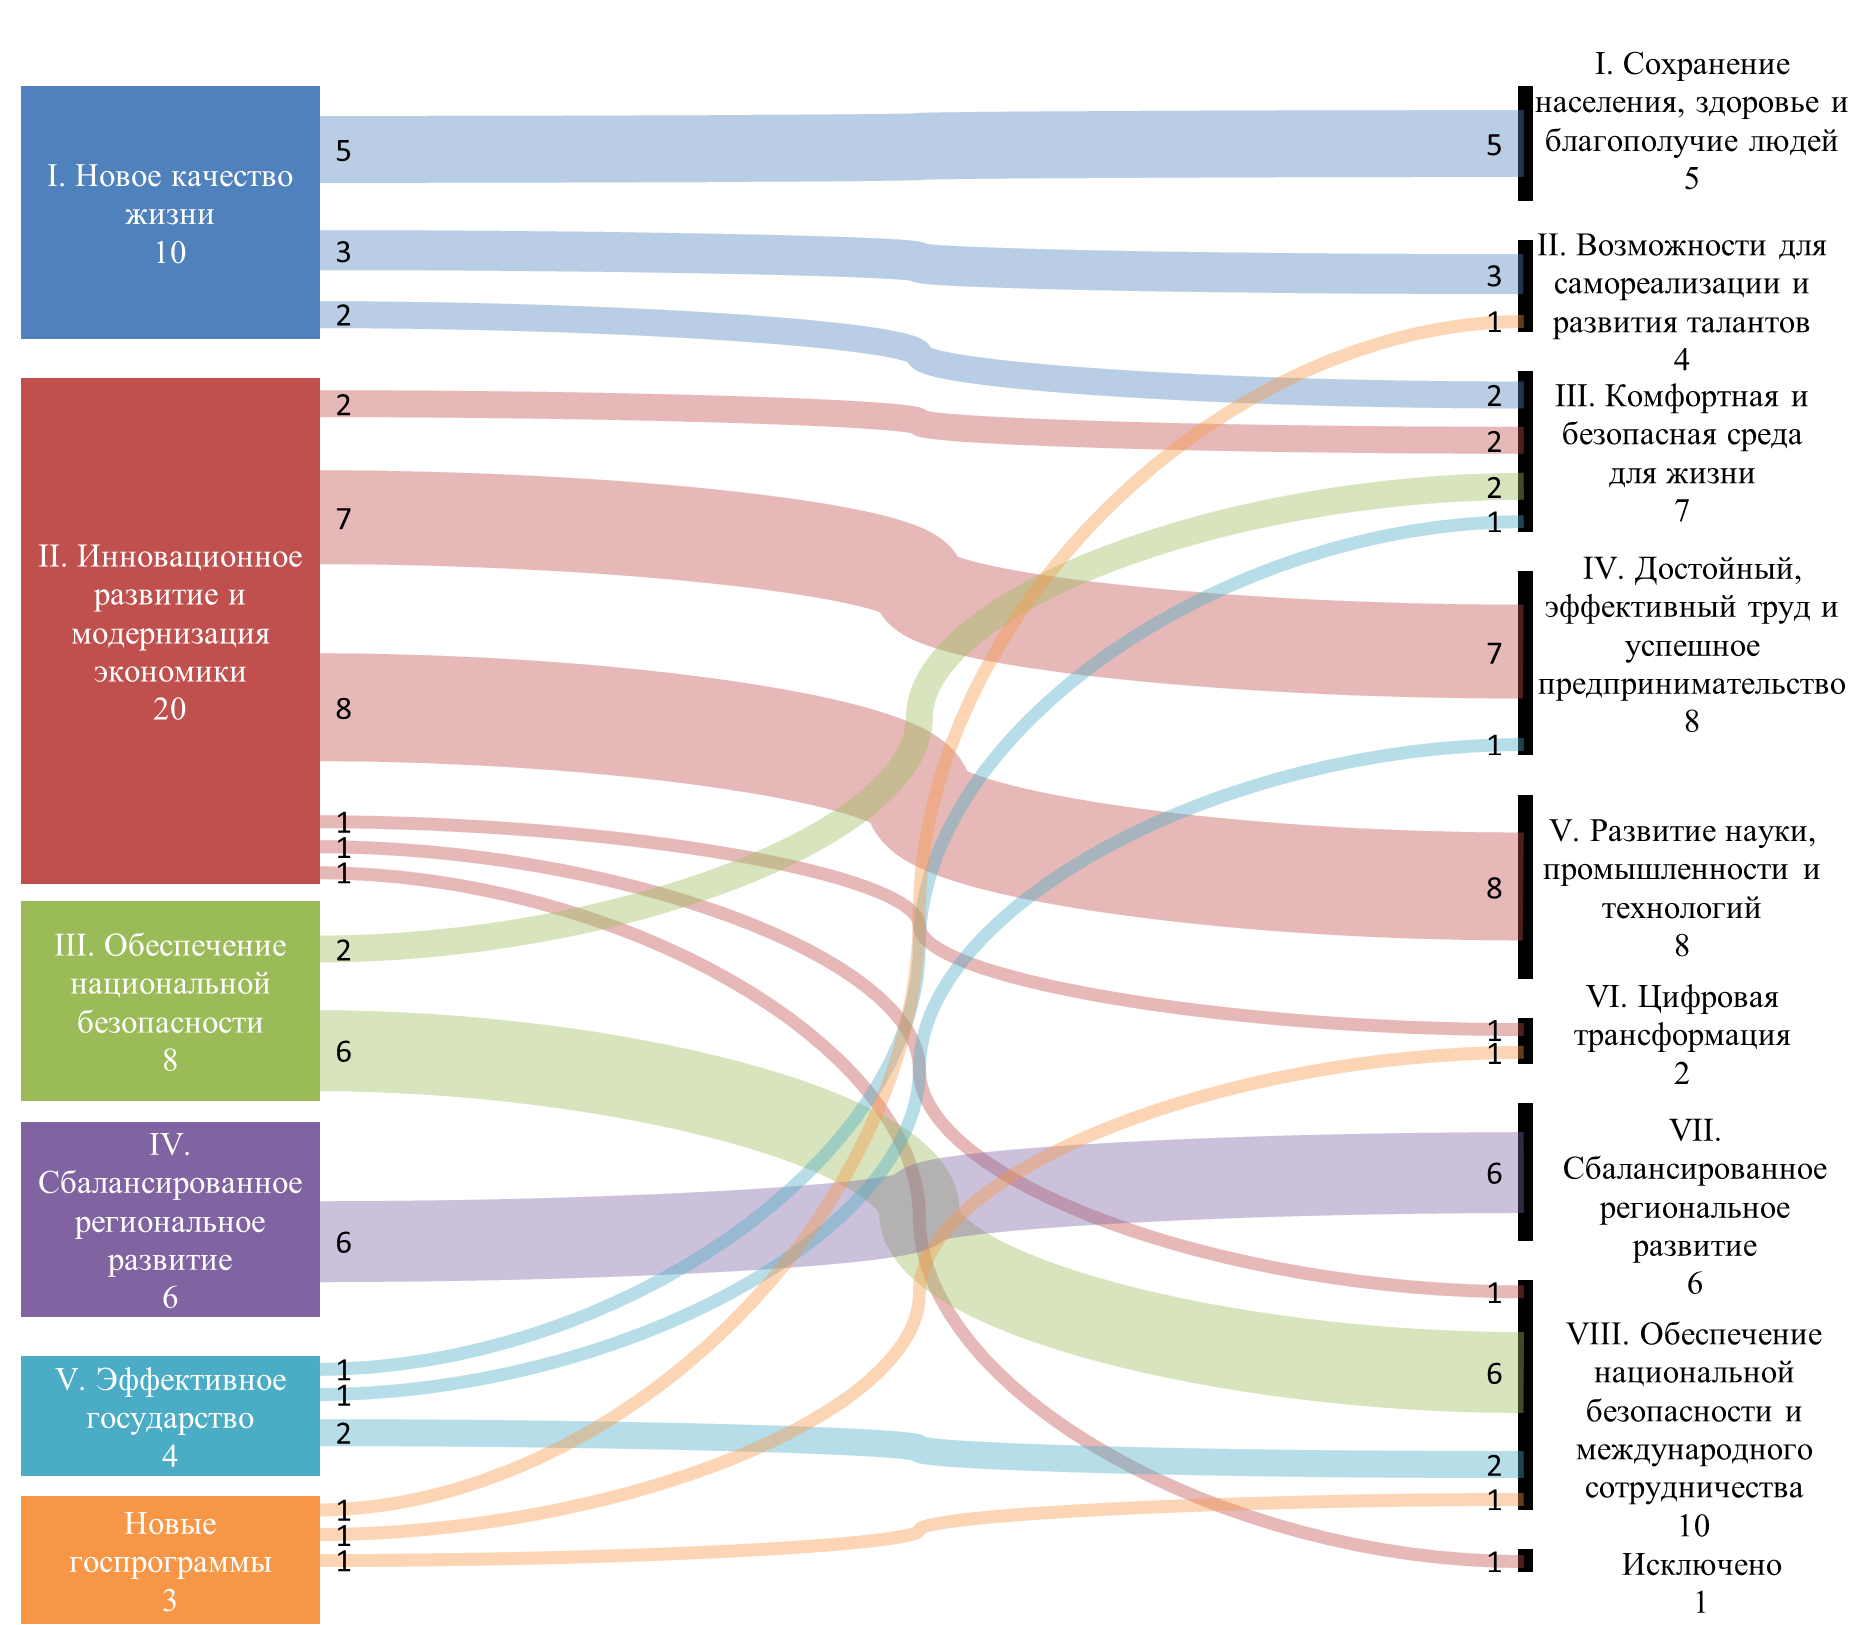 I. Новое качество
жизни
10
II. Инновационное
развитие и
модернизация
экономики
20
III. Обеспечение
национальной
безопасности
8
IV.
Сбалансированное
региональное
развитие
6
V. Эффективное
государство
4
Новые
госпрограммы
3
5
3
2
2
7
8
1
1
1
2
6
6
1
1
2
1
1
1
5
3
1
2
2
2
1
7
1
8
1
1
6
1
6
2
1
1
I. Сохранение
населения, здоровье и
благополучие людей
5
II. Возможности для
самореализации и
развития талантов
4
III. Комфортная и
безопасная среда
для жизни
7
IV. Достойный,
эффективный труд и
успешное
предпринимательство
8
V. Развитие науки,
промышленности и
технологий
8
VI. Цифровая
трансформация
2
VII.
Сбалансированное
региональное
развитие
6
VIII. Обеспечение
национальной
безопасности и
международного
сотрудничества
10
Исключено
1